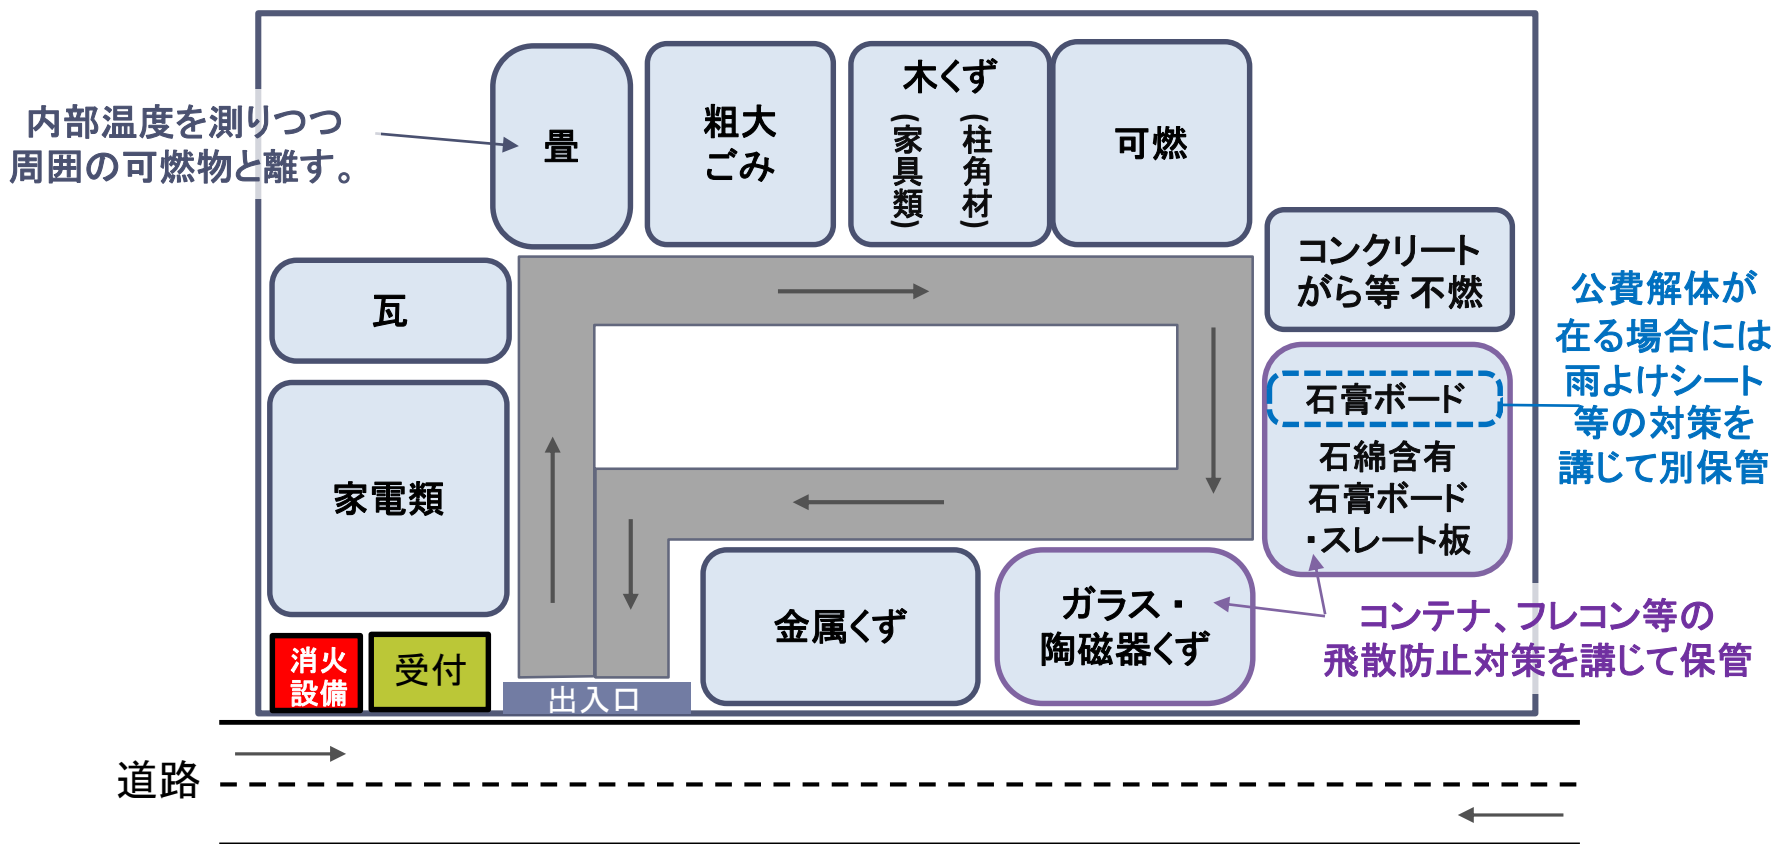 内部温度を測りつつ
周囲の可燃物と離す。
畳
粗大
ごみ
木くず
(柱角材)
(家具類)
可燃
コンクリート
がら等 不燃
瓦
公費解体が
在る場合には
雨よけシート
等の対策を
講じて別保管
石膏ボード
石綿含有
石膏ボード
・スレート板
家電類
金属くず
ガラス・
陶磁器くず
コンテナ、フレコン等の
飛散防止対策を講じて保管
消火
設備
受付
出入口
道路